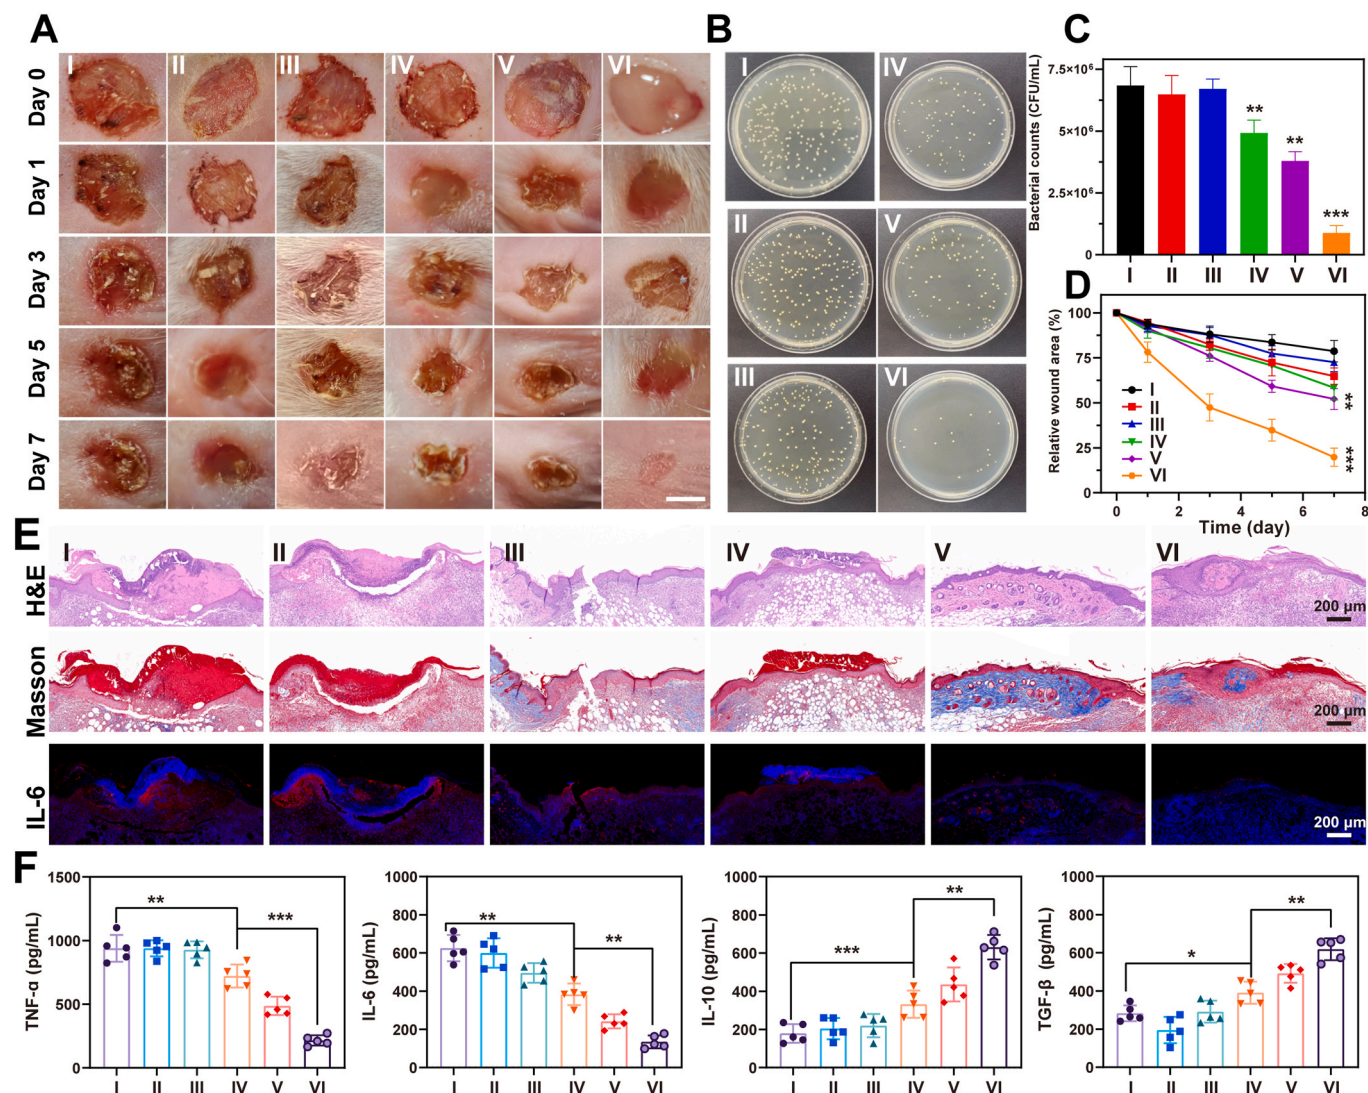 A
I II III IV V VI
Day 0
Day 1
Day 3
Day 5
Day 7
B
I IV
II V
III VI
C
Bacterial counts (CFU/mL)
7.5×10⁶
5×10⁶
2.5×10⁶
0
** ** ***
I II III IV V VI
D
Relative wound area (%)
100
75
50
25
0
I
II
III
IV
V
VI
**
***
0 2 4 6 8
Time (day)
E
I II III IV V VI
H&E
200 μm
Masson
200 μm
IL-6
200 μm
F
TNF-α (pg/mL)
1500
1000
500
0
** ***
I II III IV V VI
IL-6 (pg/mL)
1000
800
600
400
200
0
** **
I II III IV V VI
IL-10 (pg/mL)
1000
800
600
400
200
0
*** **
I II III IV V VI
TGF-β (pg/mL)
1000
800
600
400
200
0
* **
I II III IV V VI